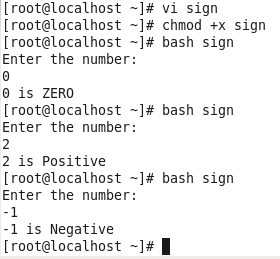 [root@localhost ~]# vi sign
[root@localhost ~]# chmod +x sign
[root@localhost ~]# bash sign
Enter the number:
0
0 is ZERO
[root@localhost ~]# bash sign
Enter the number:
2
2 is Positive
[root@localhost ~]# bash sign
Enter the number:
-1
-1 is Negative
[root@localhost ~]#